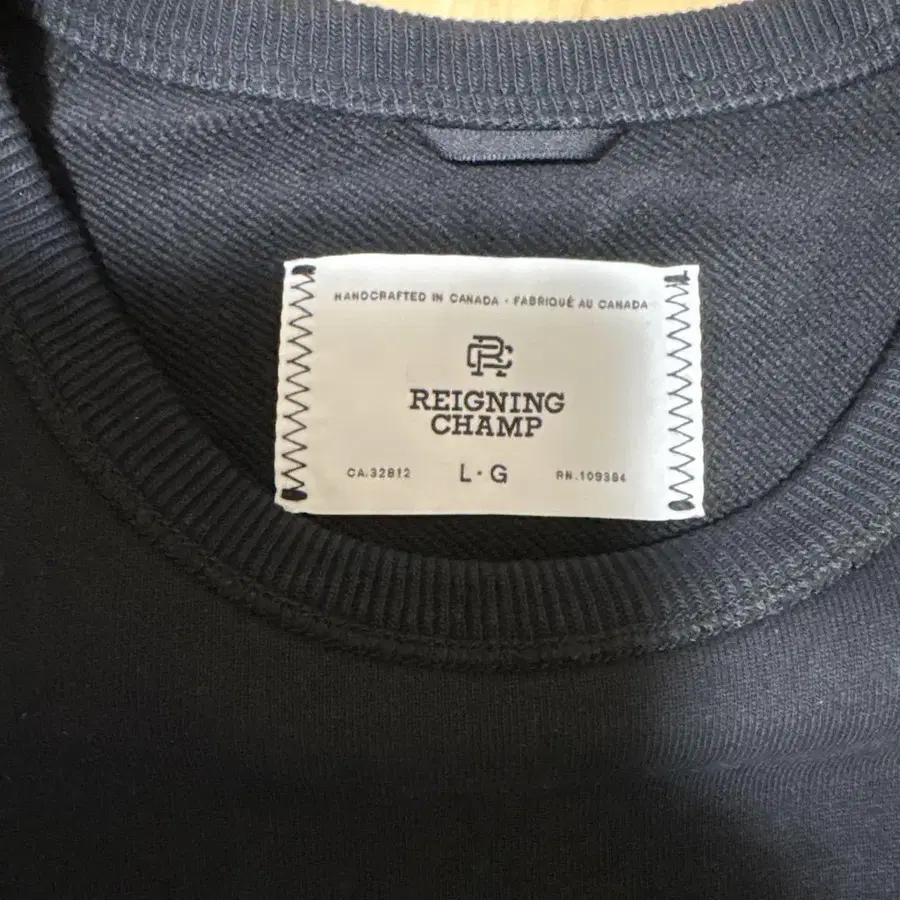 HANDCRAFTED IN CANADA · FABRIQUÉ AU CANADA
RC
REIGNING
CHAMP
CA.32812 L·G RN.109384